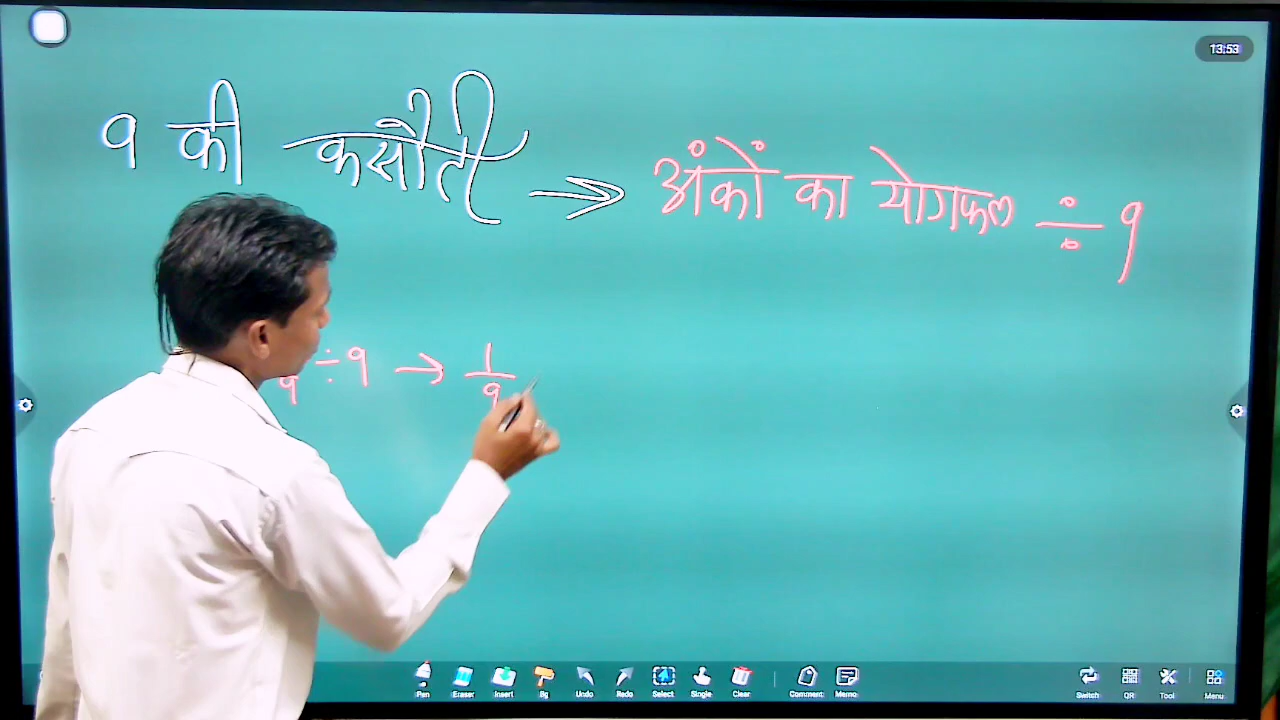 9 की कसौटी → अंकों का योगफल ÷ 9
9 ÷ 9 → 1/9
13:53
Pen Eraser Insert Bg Undo Redo Select Single Clear Comment Memo Switch QR Tool Menu